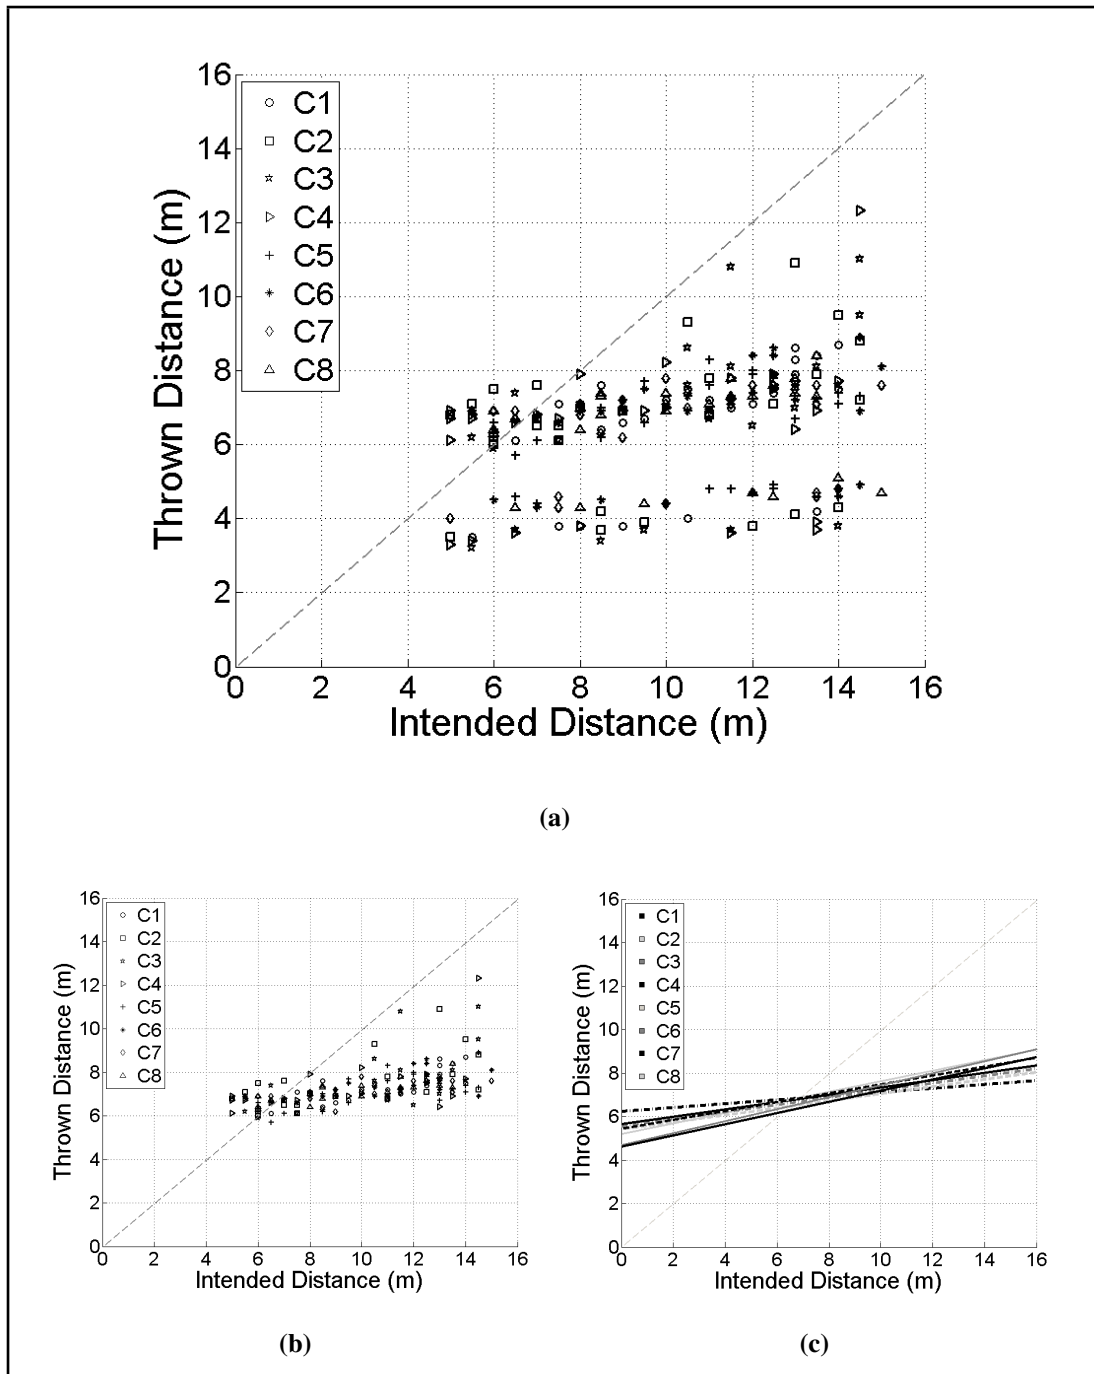 16
14
12
10
8
6
4
2
0
Thrown Distance (m)
C1
C2
C3
C4
C5
C6
C7
C8
0 2 4 6 8 10 12 14 16
Intended Distance (m)
(a)
16
14
12
10
8
6
4
2
0
Thrown Distance (m)
C1
C2
C3
C4
C5
C6
C7
C8
0 2 4 6 8 10 12 14 16
Intended Distance (m)
(b)
16
14
12
10
8
6
4
2
0
Thrown Distance (m)
C1
C2
C3
C4
C5
C6
C7
C8
0 2 4 6 8 10 12 14 16
Intended Distance (m)
(c)